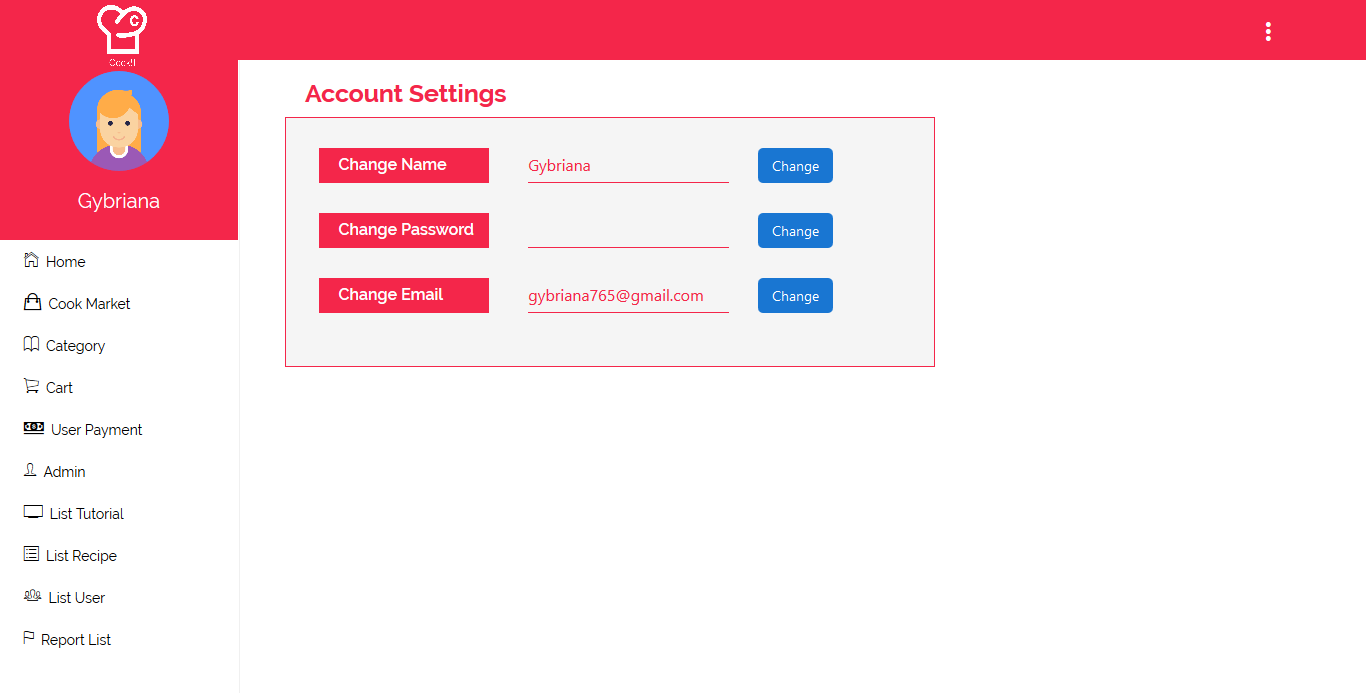 C
Cook!!
Gybriana
Home
Cook Market
Category
Cart
User Payment
Admin
List Tutorial
List Recipe
List User
Report List
Account Settings
Change Name Gybriana Change
Change Password Change
Change Email gybriana765@gmail.com Change